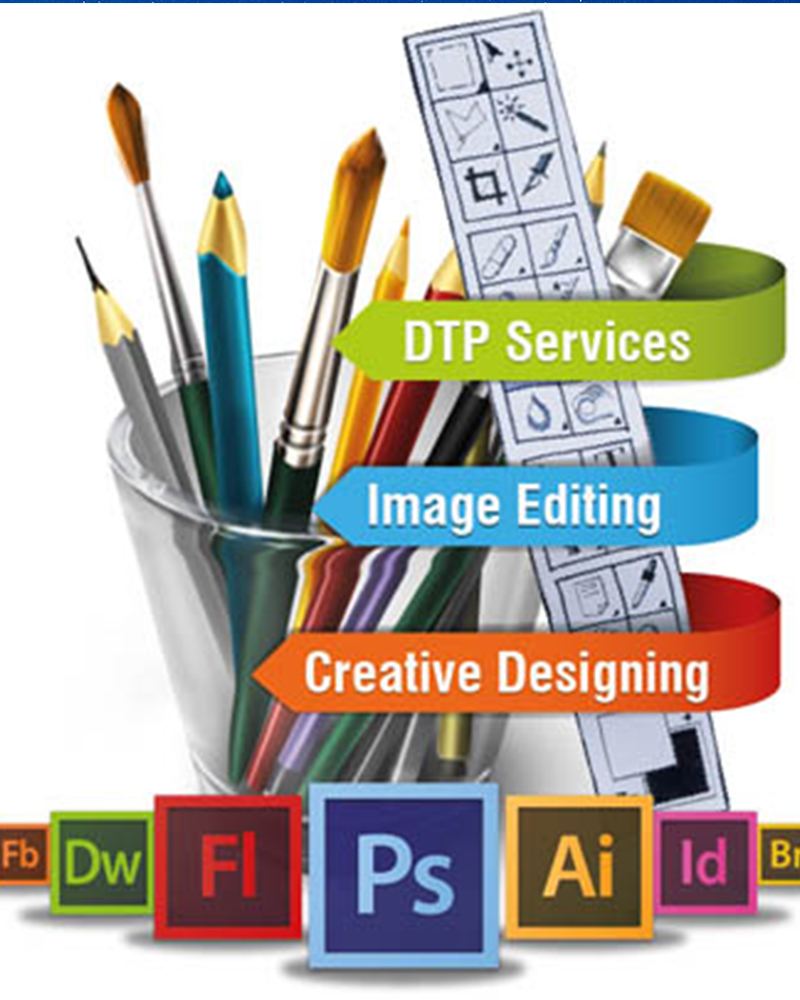 DTP Services
Image Editing
Creative Designing
Fb Dw Fl Ps Ai Id Br